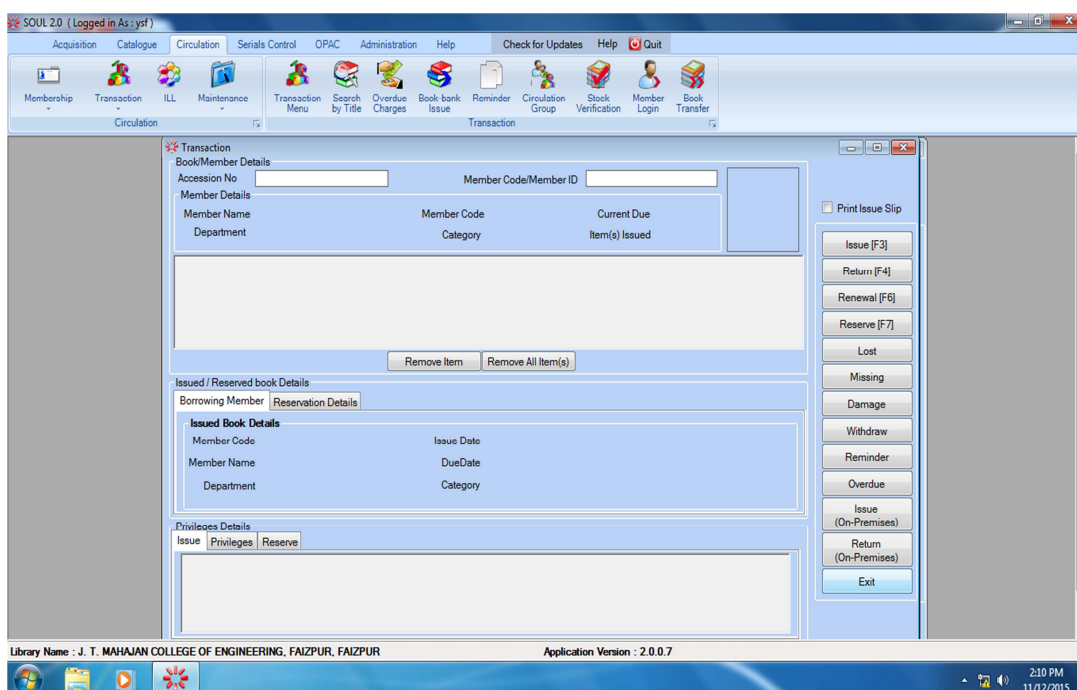 SOUL 2.0 ( Logged in As : ysf )
Acquisition Catalogue Circulation Serials Control OPAC Administration Help Check for Updates Help Quit
Membership Transaction ILL Maintenance Transaction Menu Search by Title Overdue Charges Book-bank Issue Reminder Circulation Group Stock Verification Member Login Book Transfer
Circulation Transaction
Transaction
Book/Member Details
Accession No Member Code/Member ID
Member Details
Member Name Member Code Current Due
Department Category Item(s) Issued
Print Issue Slip
Issue [F3]
Return [F4]
Renewal [F6]
Reserve [F7]
Lost
Missing
Damage
Withdraw
Reminder
Overdue
Issue
(On-Premises)
Return
(On-Premises)
Exit
Remove Item Remove All Item(s)
Issued / Reserved book Details
Borrowing Member Reservation Details
Issued Book Details
Member Code Issue Date
Member Name DueDate
Department Category
Privileges Details
Issue Privileges Reserve
Library Name : J. T. MAHAJAN COLLEGE OF ENGINEERING, FAIZPUR, FAIZPUR Application Version : 2.0.0.7
2:10 PM
11/12/2015